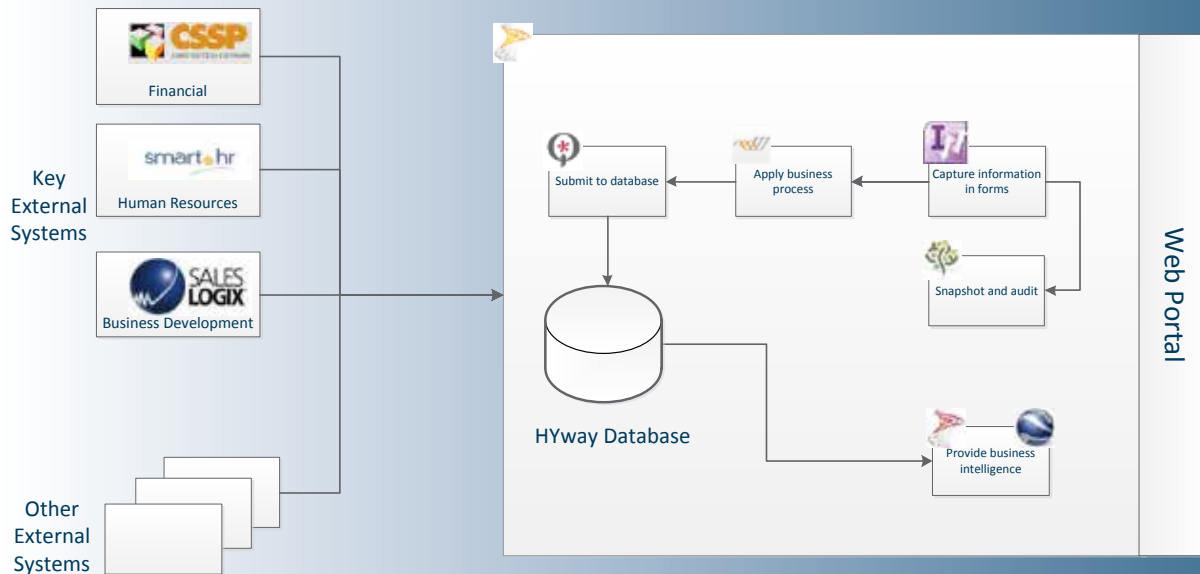 CSSP
Financial
smart hr
Human Resources
Key
External
Systems
SALES
LOGIX
Business Development
Other
External
Systems
Submit to database
Apply business
process
Capture information
in forms
Snapshot and audit
HYway Database
Provide business
intelligence
Web Portal